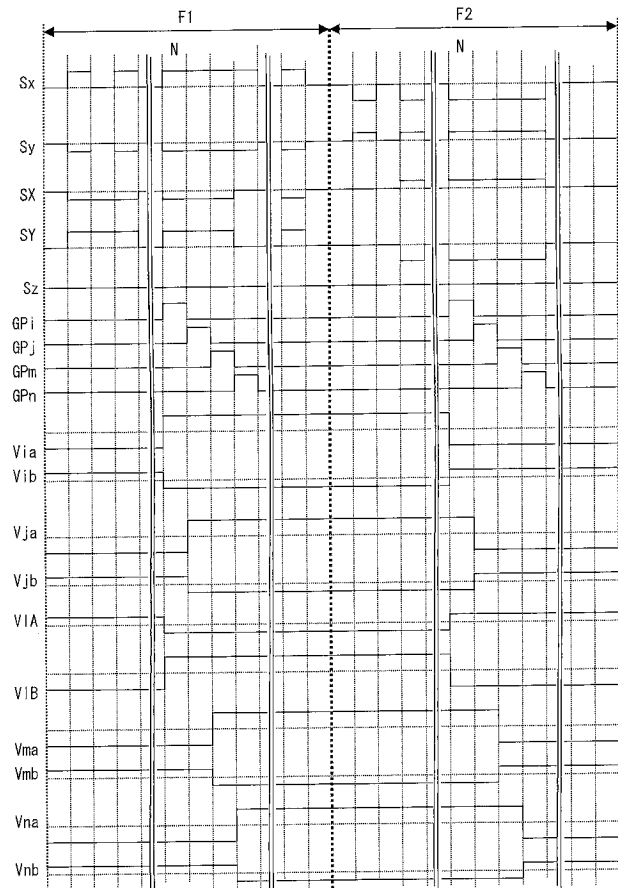 F1
F2
N
N
Sx
Sy
SX
SY
Sz
GPi
GPj
GPm
GPn
Via
Vib
Vja
Vjb
VIA
VIB
Vma
Vmb
Vna
Vnb